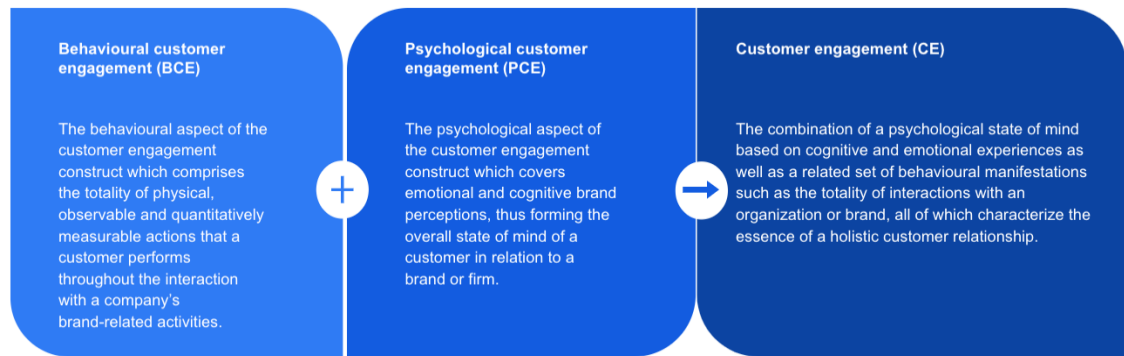 Behavioural customer
engagement (BCE)
The behavioural aspect of the
customer engagement
construct which comprises
the totality of physical,
observable and quantitatively
measurable actions that a
customer performs
throughout the interaction
with a company's
brand-related activities.
+
Psychological customer
engagement (PCE)
The psychological aspect of
the customer engagement
construct which covers
emotional and cognitive brand
perceptions, thus forming the
overall state of mind of a
customer in relation to a
brand or firm.
Customer engagement (CE)
The combination of a psychological state of mind
based on cognitive and emotional experiences as
well as a related set of behavioural manifestations
such as the totality of interactions with an
organization or brand, all of which characterize the
essence of a holistic customer relationship.